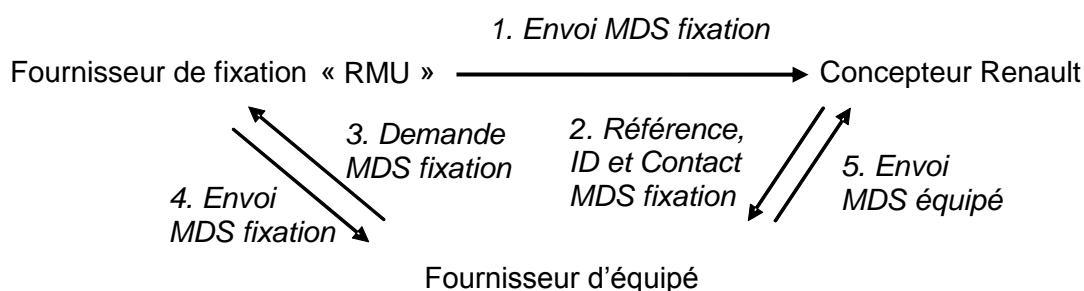 1. Envoi MDS fixation
Fournisseur de fixation « RMU »
Concepteur Renault
3. Demande
MDS fixation
2. Référence,
ID et Contact
MDS fixation
5. Envoi
MDS équipé
4. Envoi
MDS fixation
Fournisseur d'équipé